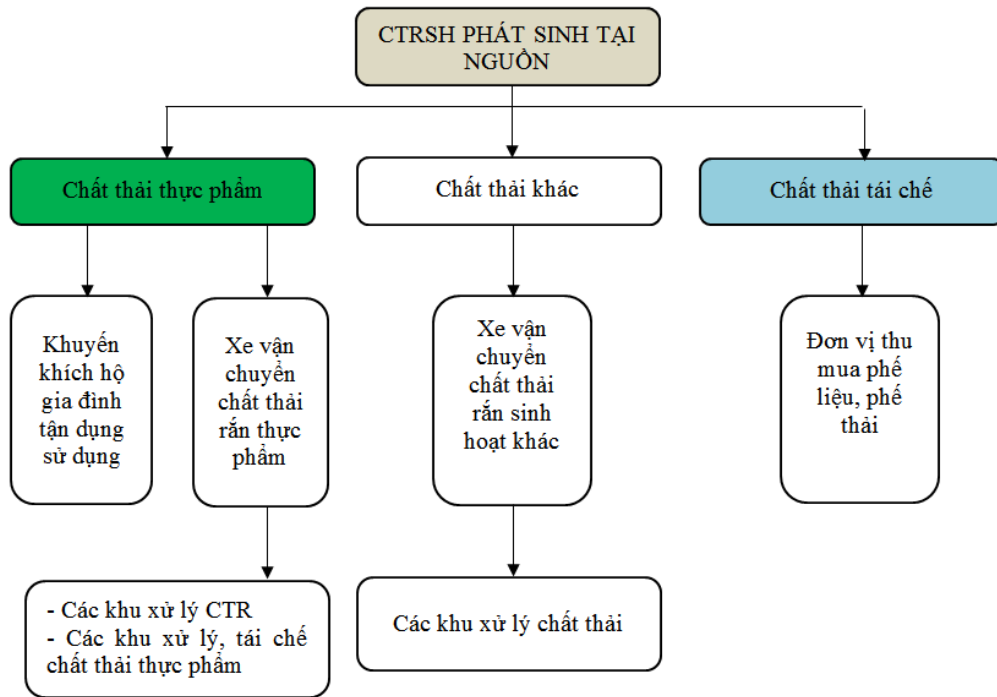 CTRSH PHÁT SINH TẠI
NGUỒN
Chất thải thực phẩm
Chất thải khác
Chất thải tái chế
Khuyến
khích hộ
gia đình
tận dụng
sử dụng
Xe vận
chuyển
chất thải
rắn thực
phẩm
Xe vận
chuyển
chất thải
rắn sinh
hoạt khác
Đơn vị thu
mua phế
liệu, phế
thải
- Các khu xử lý CTR
- Các khu xử lý, tái chế
chất thải thực phẩm
Các khu xử lý chất thải